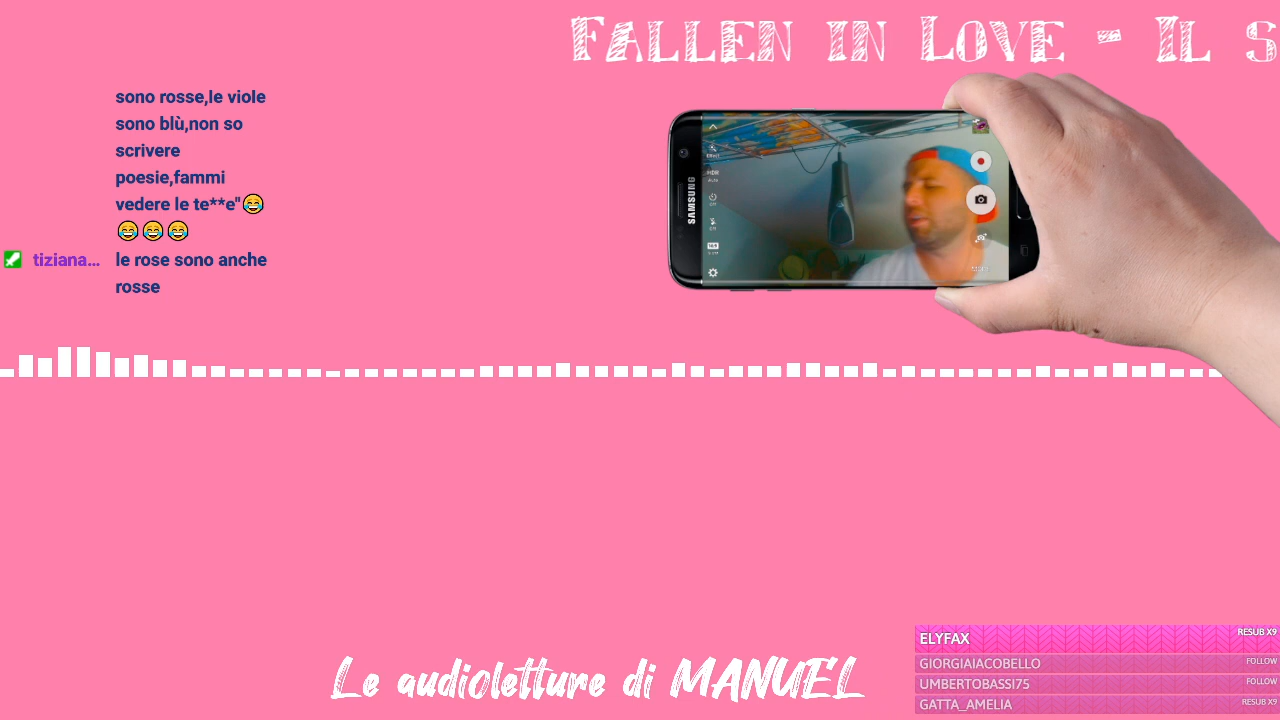 FALLEN IN LOVE - IL S
sono rosse,le viole
sono blù,non so
scrivere
poesie,fammi
vedere le te**e"😂
😂😂😂
tiziana... le rose sono anche
rosse
SAMSUNG
Le audioletture di MANUEL
ELYFAX RESUB X9
GIORGIAIACOBELLO FOLLOW
UMBERTOBASSI75 FOLLOW
GATTA_AMELIA RESUB X9